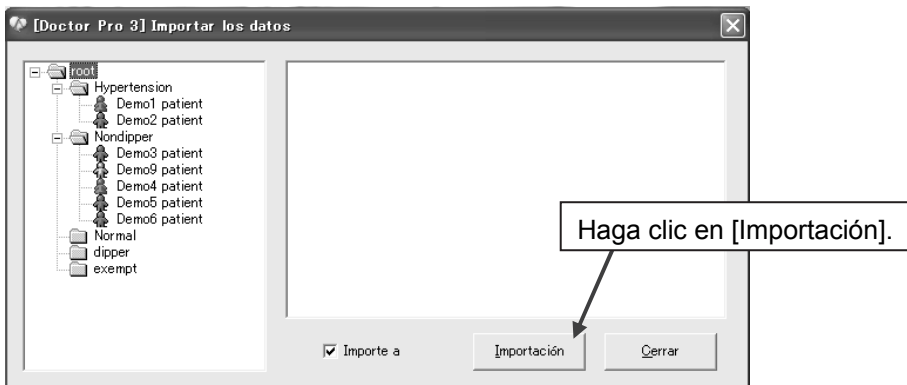 [Doctor Pro 3] Importar los datos
root
Hypertension
Demo1 patient
Demo2 patient
Nondipper
Demo3 patient
Demo9 patient
Demo4 patient
Demo5 patient
Demo6 patient
Normal
dipper
exempt
Haga clic en [Importación].
Importe a
Importación
Cerrar